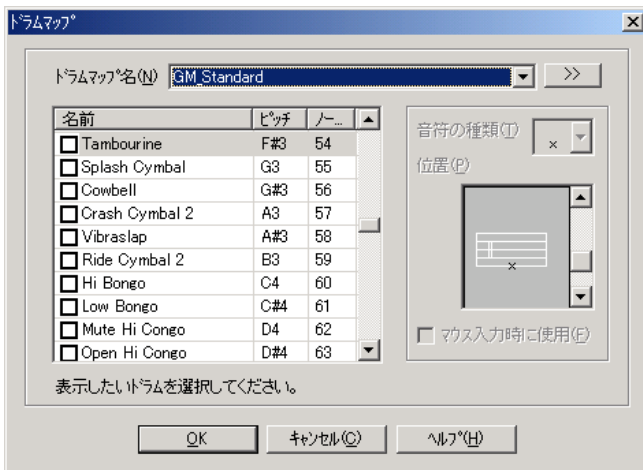 ﾄﾞﾗﾑﾏｯﾌﾟ
ﾄﾞﾗﾑﾏｯﾌﾟ名(N) GM_Standard >>
名前 ﾋﾟｯﾁ ﾉｰ...
Tambourine F#3 54
Splash Cymbal G3 55
Cowbell G#3 56
Crash Cymbal 2 A3 57
Vibraslap A#3 58
Ride Cymbal 2 B3 59
Hi Bongo C4 60
Low Bongo C#4 61
Mute Hi Congo D4 62
Open Hi Congo D#4 63
音符の種類(T)
位置(P)
ﾏｳｽ入力時に使用(F)
表示したいﾄﾞﾗﾑを選択してください。
OK ｷｬﾝｾﾙ(C) ﾍﾙﾌﾟ(H)